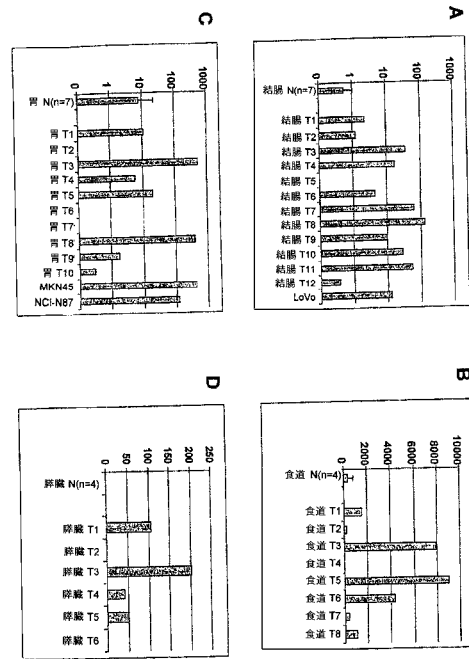 A
0
1
10
100
1000
結腸 N(n=7)
結腸 T1
結腸 T2
結腸 T3
結腸 T4
結腸 T5
結腸 T6
結腸 T7
結腸 T8
結腸 T9
結腸 T10
結腸 T11
結腸 T12
LoVo
B
0
2000
4000
6000
8000
10000
食道 N(n=4)
食道 T1
食道 T2
食道 T3
食道 T4
食道 T5
食道 T6
食道 T7
食道 T8
C
0
1
10
100
1000
胃 N(n=7)
胃 T1
胃 T2
胃 T3
胃 T4
胃 T5
胃 T6
胃 T7
胃 T8
胃 T9
胃 T10
MKN45
NCI-N87
D
0
50
100
150
200
250
膵臓 N(n=4)
膵臓 T1
膵臓 T2
膵臓 T3
膵臓 T4
膵臓 T5
膵臓 T6